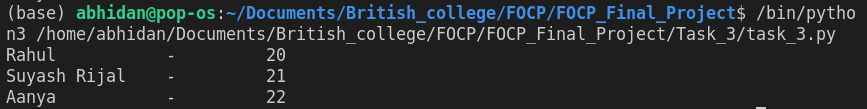 (base) abhidan@pop-os:~/Documents/British_college/FOCP/FOCP_Final_Project$ /bin/pytho
n3 /home/abhidan/Documents/British_college/FOCP/FOCP_Final_Project/Task_3/task_3.py
Rahul - 20
Suyash Rijal - 21
Aanya - 22